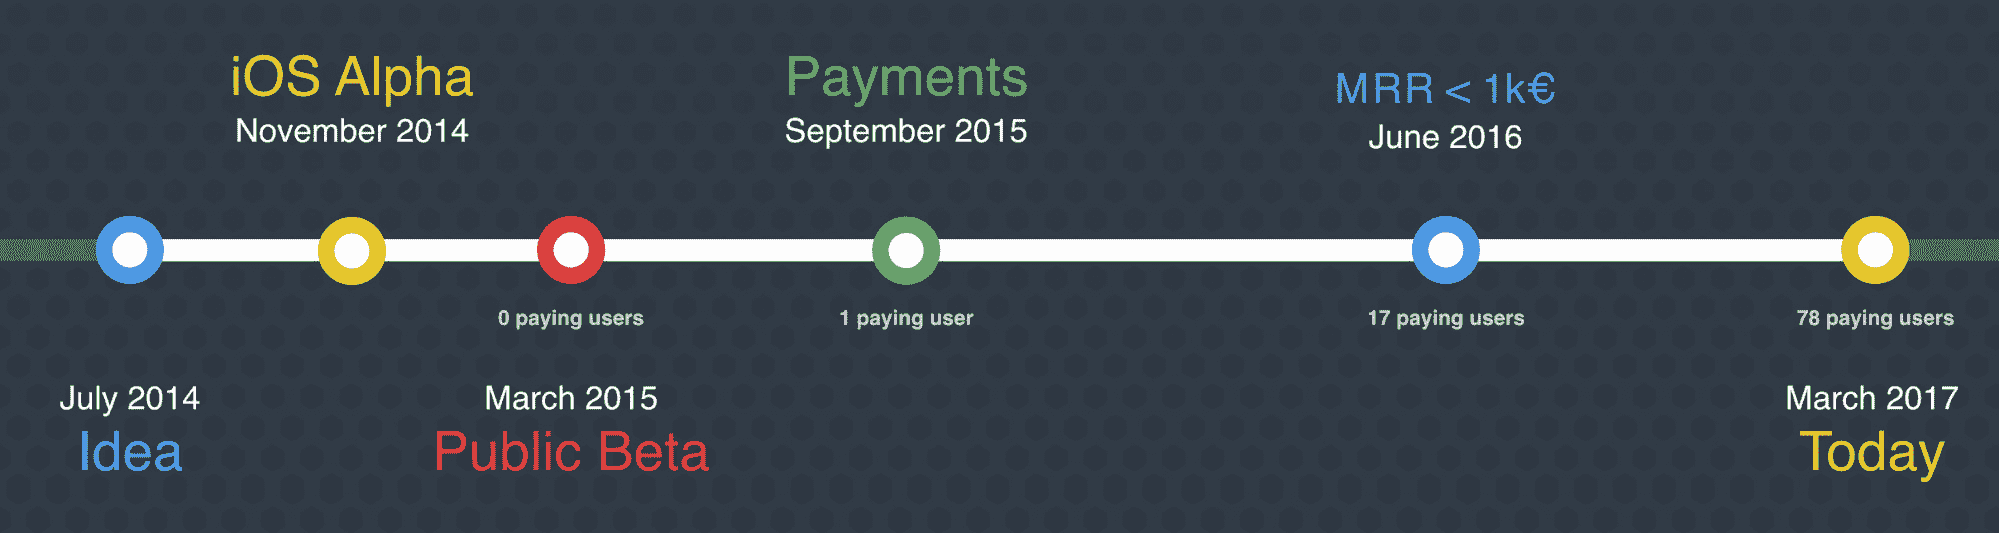 iOS Alpha
November 2014
Payments
September 2015
MRR < 1k€
June 2016
0 paying users
1 paying user
17 paying users
78 paying users
July 2014
Idea
March 2015
Public Beta
March 2017
Today